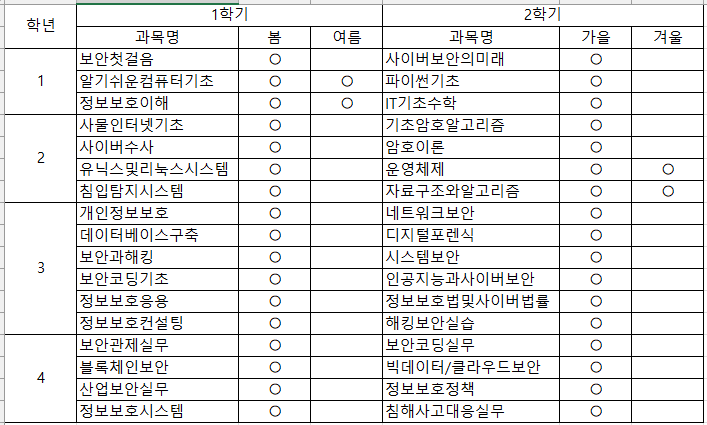 학년 1학기 2학기
과목명 봄 여름 과목명 가을 겨울
1
보안첫걸음 ○ 사이버보안의미래 ○
알기쉬운컴퓨터기초 ○ ○ 파이썬기초 ○
정보보호이해 ○ ○ IT기초수학 ○
2
사물인터넷기초 ○ 기초암호알고리즘 ○
사이버수사 ○ 암호이론 ○
유닉스및리눅스시스템 ○ 운영체제 ○ ○
침입탐지시스템 ○ 자료구조와알고리즘 ○ ○
3
개인정보보호 ○ 네트워크보안 ○
데이터베이스구축 ○ 디지털포렌식 ○
보안과해킹 ○ 시스템보안 ○
보안코딩기초 ○ 인공지능과사이버보안 ○
정보보호응용 ○ 정보보호법및사이버법률 ○
정보보호컨설팅 ○ 해킹보안실습 ○
4
보안관제실무 ○ 보안코딩실무 ○
블록체인보안 ○ 빅데이터/클라우드보안 ○
산업보안실무 ○ 정보보호정책 ○
정보보호시스템 ○ 침해사고대응실무 ○